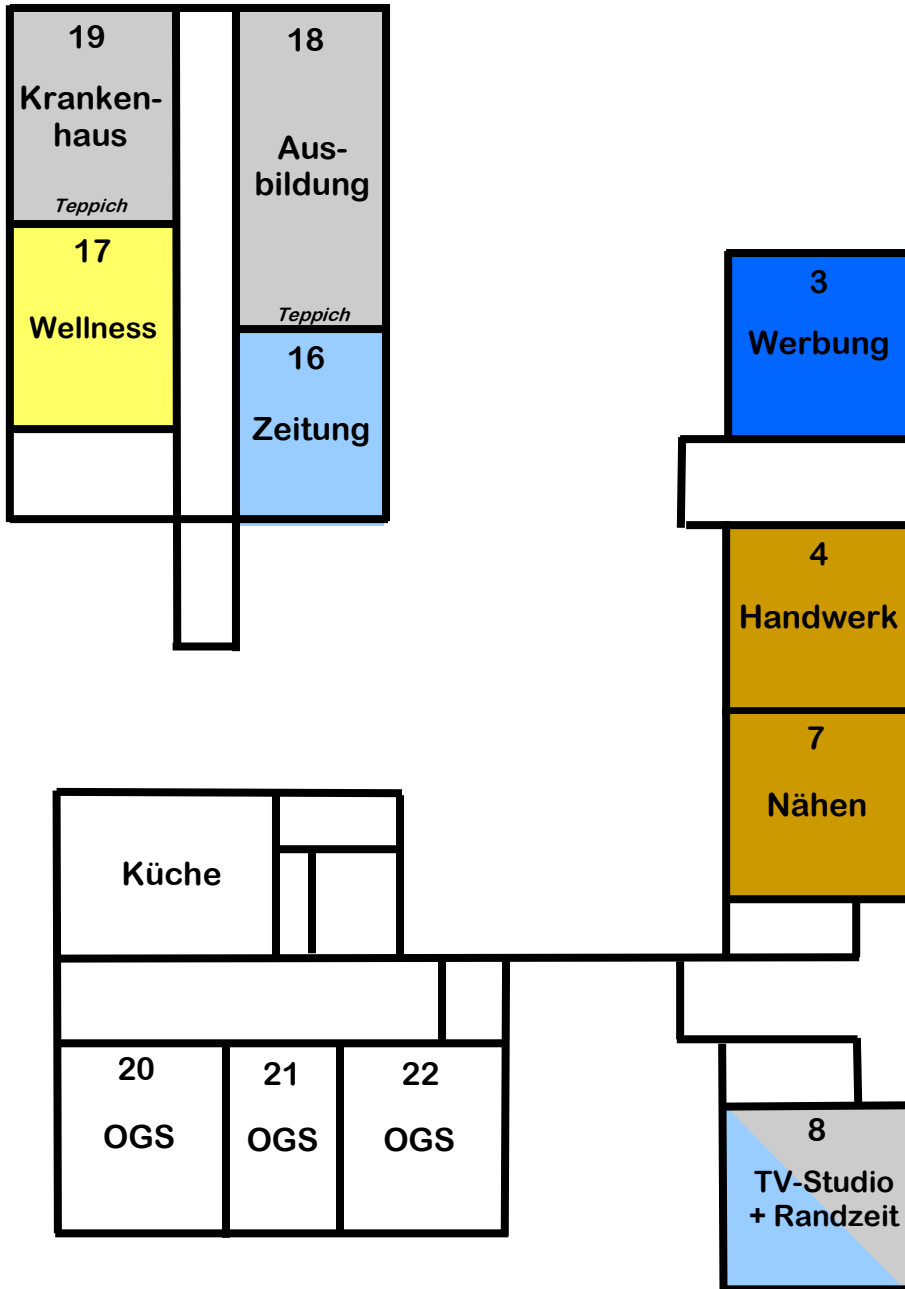 19
Kranken-
haus
Teppich
18
Aus-
bildung
Teppich
17
Wellness
16
Zeitung
3
Werbung
4
Handwerk
7
Nähen
Küche
20
OGS
21
OGS
22
OGS
8
TV-Studio
+ Randzeit